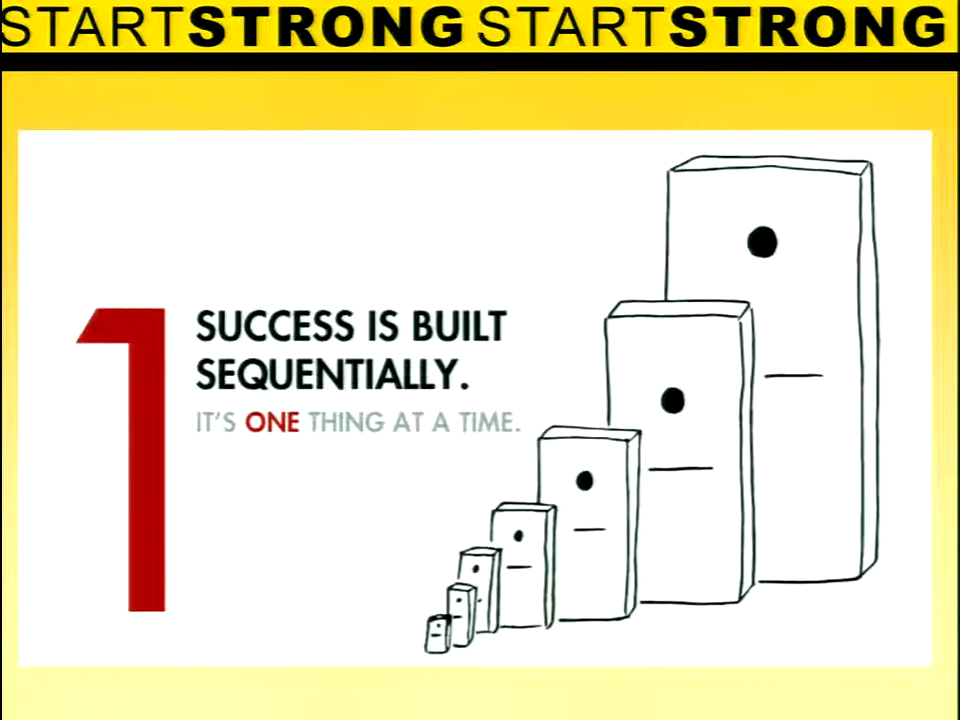 STARTSTRONG STARTSTRONG
1
SUCCESS IS BUILT
SEQUENTIALLY.
IT'S ONE THING AT A TIME.